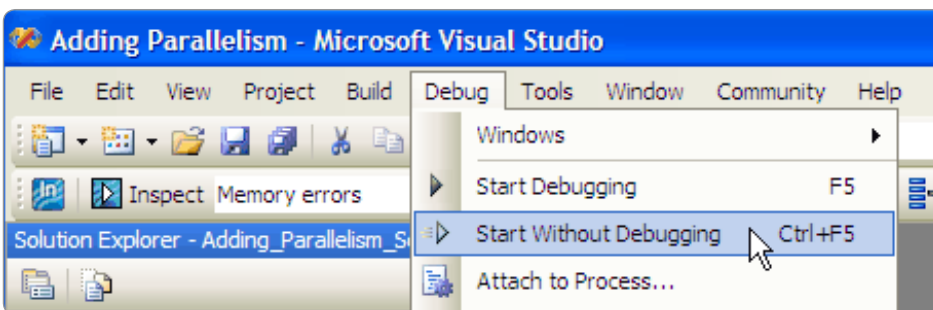 Adding Parallelism - Microsoft Visual Studio
File Edit View Project Build Debug Tools Window Community Help
Windows
Inspect Memory errors
Start Debugging F5
Solution Explorer - Adding_Parallelism_S
Start Without Debugging Ctrl+F5
Attach to Process...